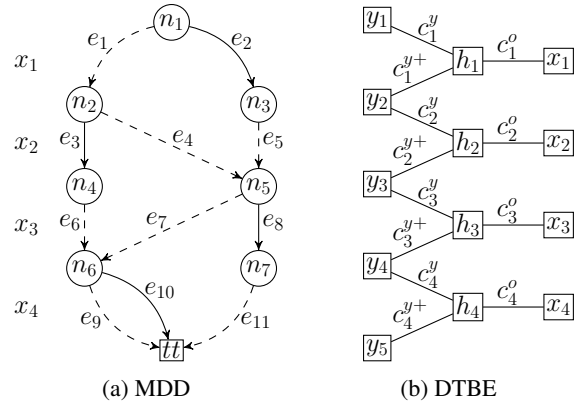 n₁ y₁ c₁ʸ
e₁ e₂ c₁ᵒ
x₁ c₁ʸ⁺ h₁ x₁
n₂ n₃ y₂ c₂ʸ
e₃ e₄ e₅ c₂ᵒ
x₂ c₂ʸ⁺ h₂ x₂
n₄ n₅ y₃ c₃ʸ
e₆ e₇ e₈ c₃ᵒ
x₃ c₃ʸ⁺ h₃ x₃
n₆ n₇ y₄ c₄ʸ
e₁₀ c₄ᵒ
x₄ e₉ e₁₁ c₄ʸ⁺ h₄ x₄
tt y₅
(a) MDD (b) DTBE